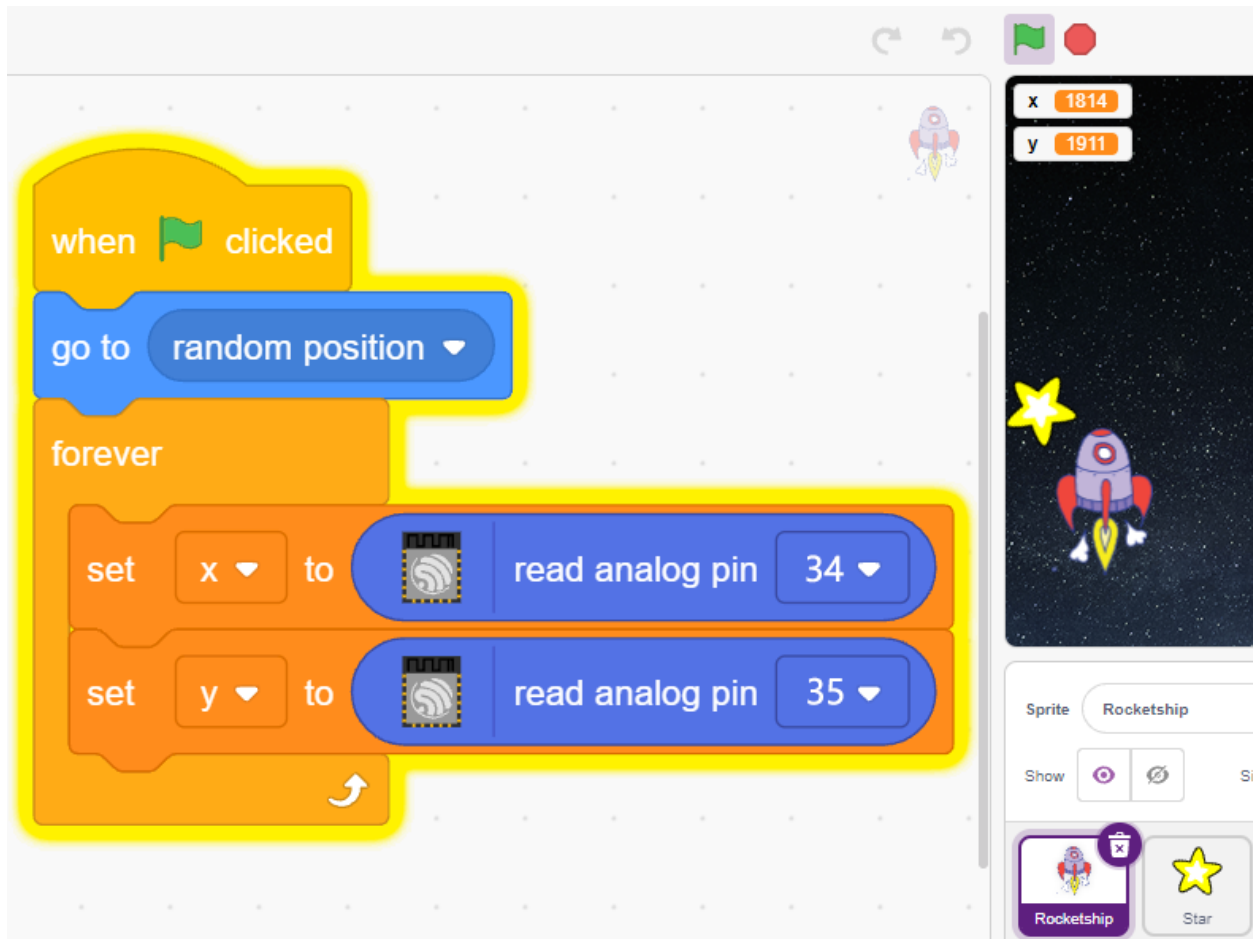 when clicked
go to random position
forever
set x to read analog pin 34
set y to read analog pin 35
x 1814
y 1911
Sprite Rocketship
Show
Si
Rocketship
Star